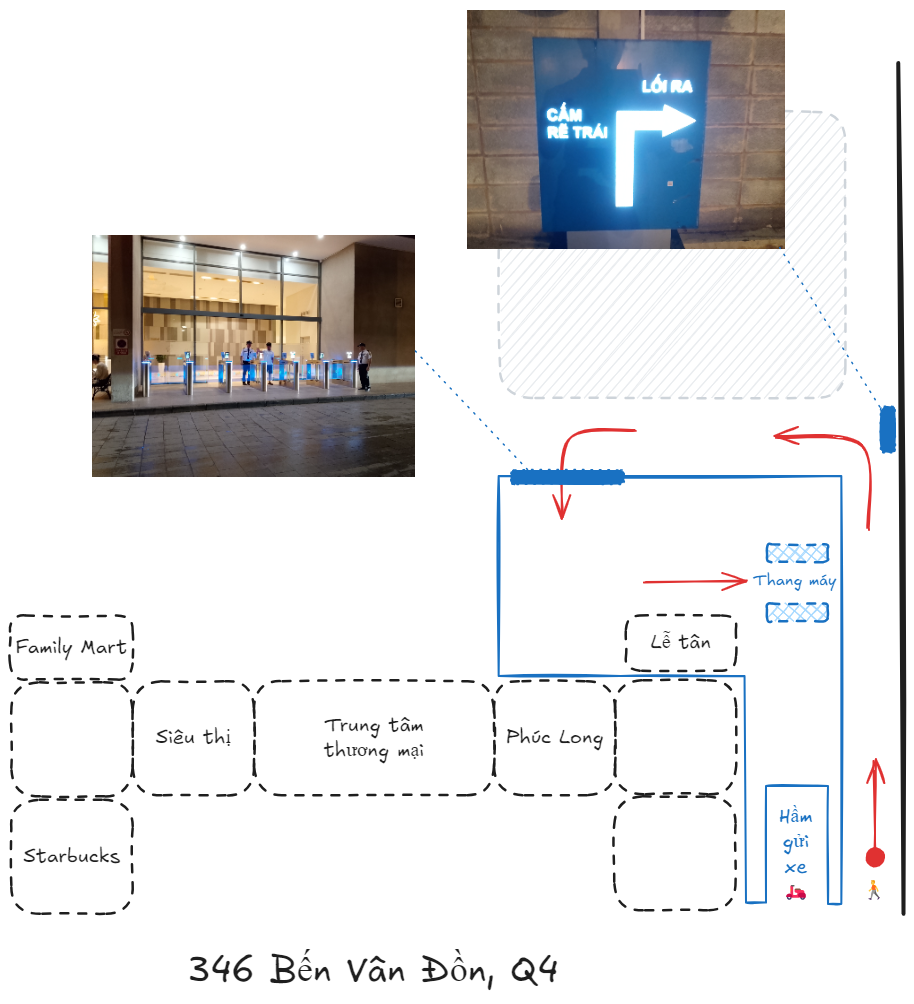 LỐI RA
CẤM
RẼ TRÁI
Thang máy
Lễ tân
Family Mart
Siêu thị
Trung tâm
thương mại
Phúc Long
Starbucks
Hầm
gửi
xe
346 Bến Vân Đồn, Q4